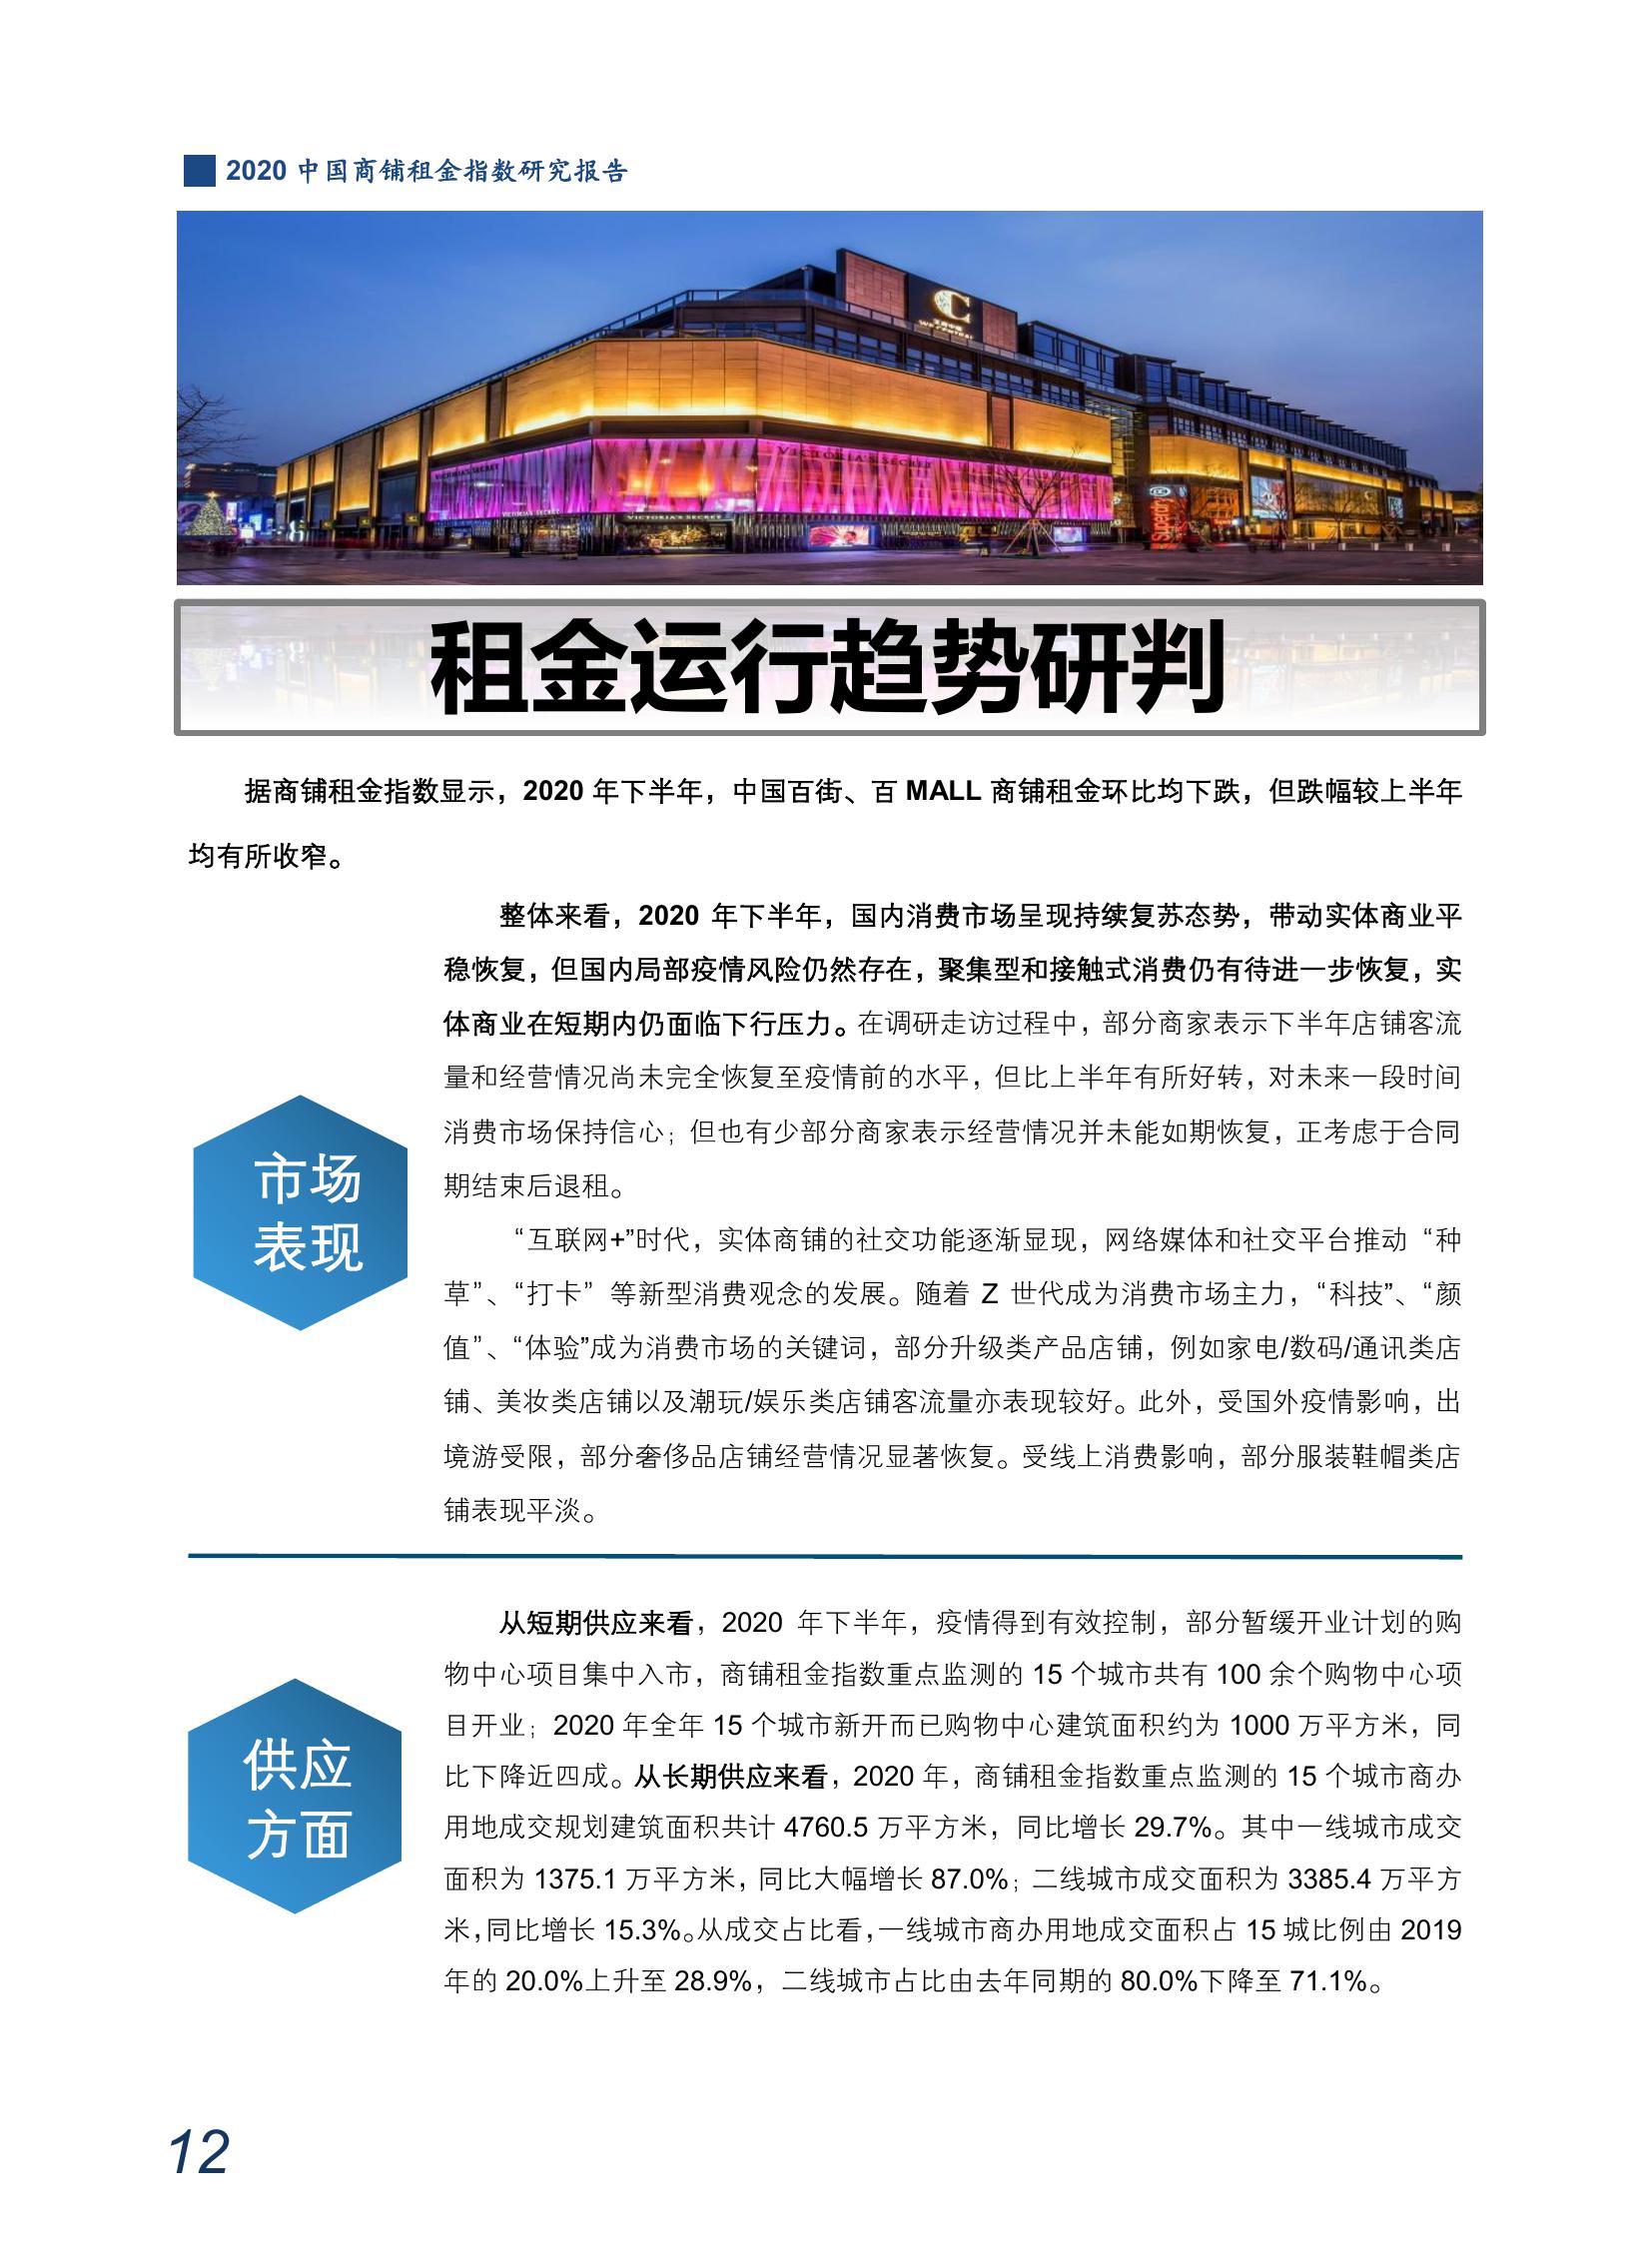 2020 中国商铺租金指数研究报告
C
VICTORIA'S SECRET
VICTORIA'S SECRET
VICTORIA'S SECRET
Superdry
租金运行趋势研判
据商铺租金指数显示，2020 年下半年，中国百街、百 MALL 商铺租金环比均下跌，但跌幅较上半年
均有所收窄。
市场
表现
整体来看，2020 年下半年，国内消费市场呈现持续复苏态势，带动实体商业平
稳恢复，但国内局部疫情风险仍然存在，聚集型和接触式消费仍有待进一步恢复，实
体商业在短期内仍面临下行压力。在调研走访过程中，部分商家表示下半年店铺客流
量和经营情况尚未完全恢复至疫情前的水平，但比上半年有所好转，对未来一段时间
消费市场保持信心；但也有少部分商家表示经营情况并未能如期恢复，正考虑于合同
期结束后退租。
“互联网+”时代，实体商铺的社交功能逐渐显现，网络媒体和社交平台推动“种
草”、“打卡”等新型消费观念的发展。随着 Z 世代成为消费市场主力，“科技”、“颜
值”、“体验”成为消费市场的关键词，部分升级类产品店铺，例如家电/数码/通讯类店
铺、美妆类店铺以及潮玩/娱乐类店铺客流量亦表现较好。此外，受国外疫情影响，出
境游受限，部分奢侈品店铺经营情况显著恢复。受线上消费影响，部分服装鞋帽类店
铺表现平淡。
供应
方面
从短期供应来看，2020 年下半年，疫情得到有效控制，部分暂缓开业计划的购
物中心项目集中入市，商铺租金指数重点监测的 15 个城市共有 100 余个购物中心项
目开业；2020 年全年 15 个城市新开而已购物中心建筑面积约为 1000 万平方米，同
比下降近四成。从长期供应来看，2020 年，商铺租金指数重点监测的 15 个城市商办
用地成交规划建筑面积共计 4760.5 万平方米，同比增长 29.7%。其中一线城市成交
面积为 1375.1 万平方米，同比大幅增长 87.0%；二线城市成交面积为 3385.4 万平方
米，同比增长 15.3%。从成交占比看，一线城市商办用地成交面积占 15 城比例由 2019
年的 20.0%上升至 28.9%，二线城市占比由去年同期的 80.0%下降至 71.1%。
12